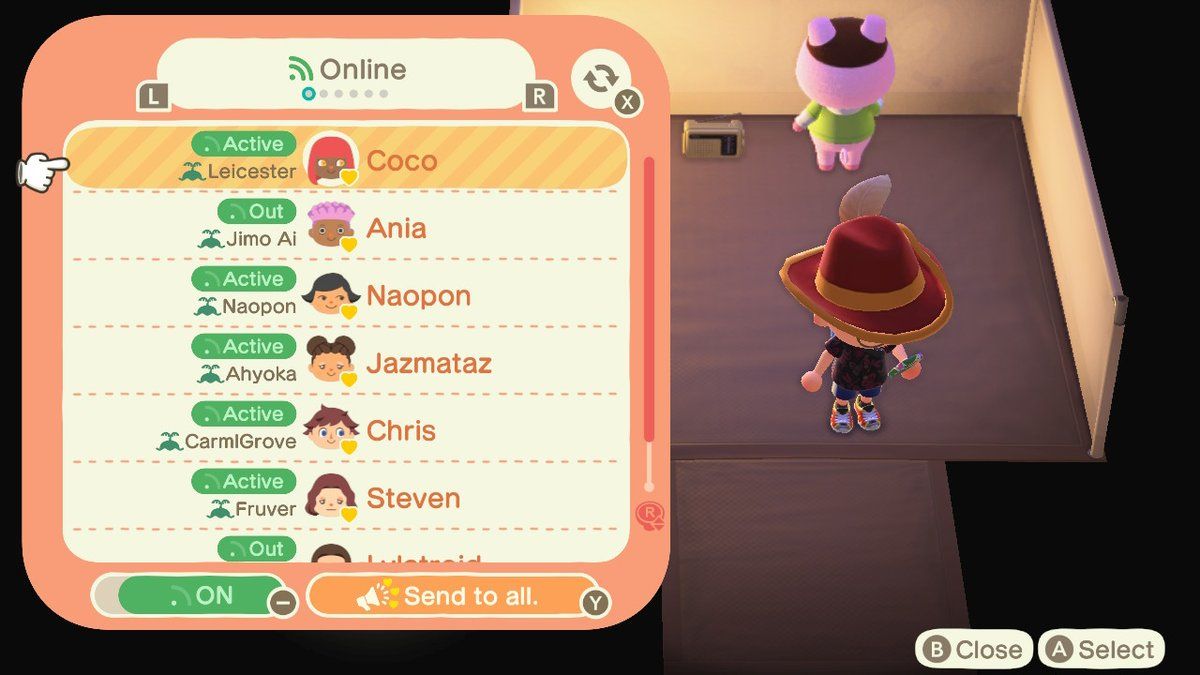 Online
L
R
X
Active
Leicester
Coco
Out
Jimo Ai
Ania
Active
Naopon
Naopon
Active
Ahyoka
Jazmataz
Active
CarmlGrove
Chris
Active
Fruver
Steven
R
Out
ON
Send to all.
Y
B Close
A Select